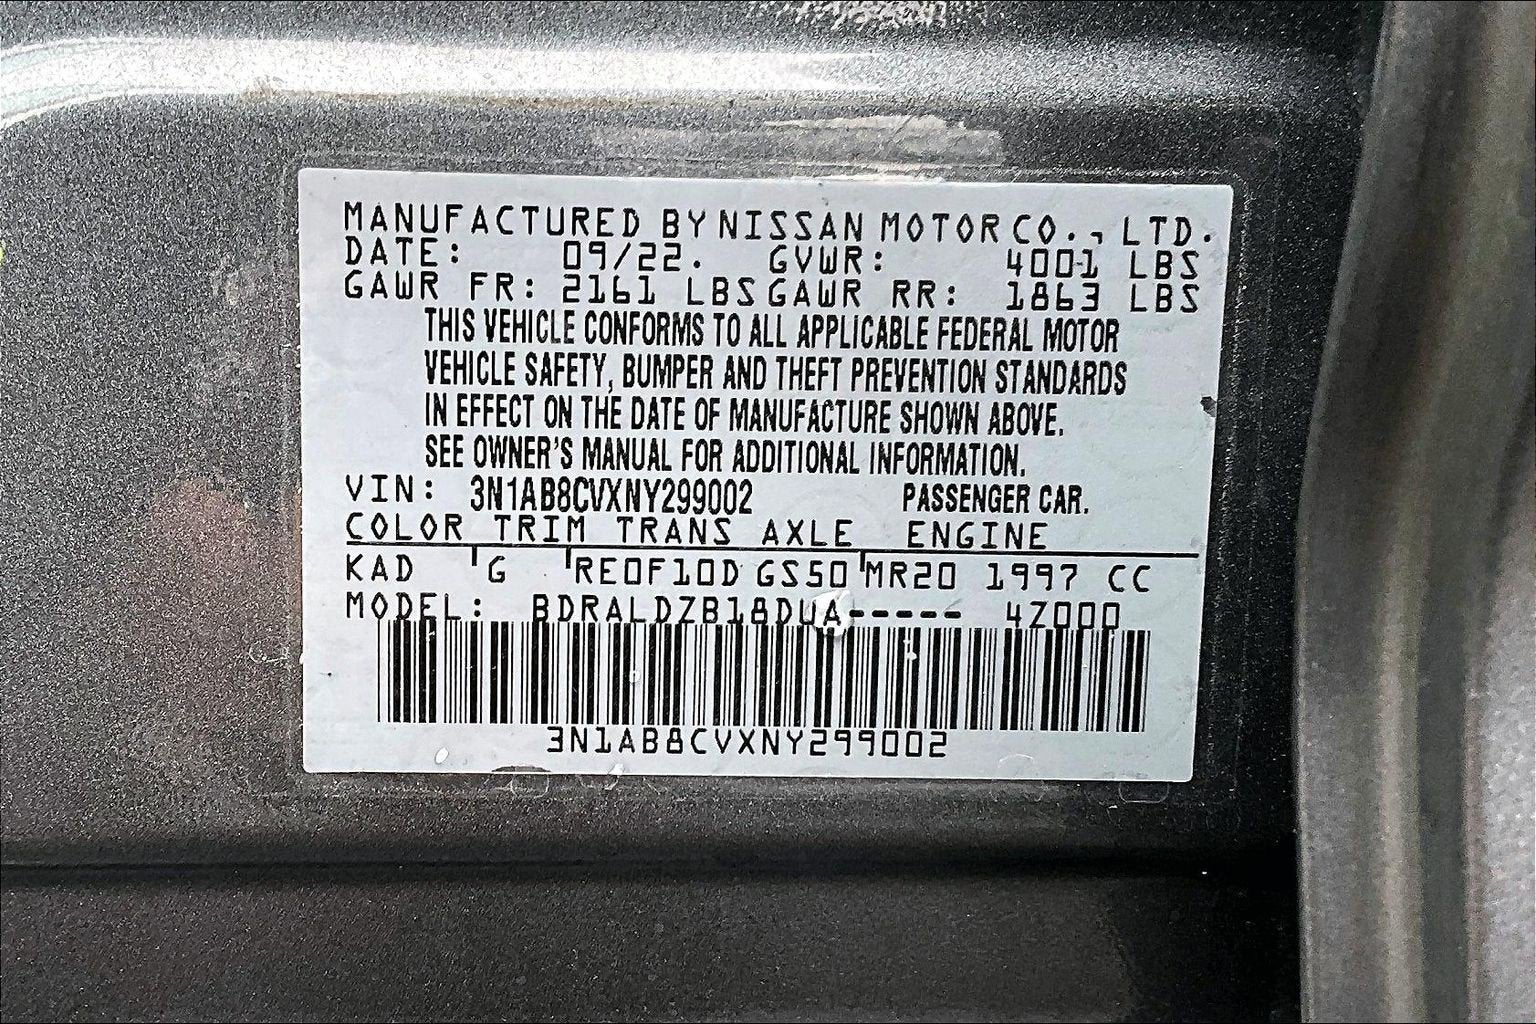 MANUFACTURED BY NISSAN MOTOR CO., LTD.
DATE: 09/22. GVWR: 4001 LBS
GAWR FR: 2161 LBS GAWR RR: 1863 LBS
THIS VEHICLE CONFORMS TO ALL APPLICABLE FEDERAL MOTOR
VEHICLE SAFETY, BUMPER AND THEFT PREVENTION STANDARDS
IN EFFECT ON THE DATE OF MANUFACTURE SHOWN ABOVE.
SEE OWNER'S MANUAL FOR ADDITIONAL INFORMATION.
VIN: 3N1AB8CVXNY299002 PASSENGER CAR.
COLOR TRIM TRANS AXLE ENGINE
KAD G RE0F10D GS50 MR20 1997 CC
MODEL: BDRALDZB18DUA----- 4Z000
3N1AB8CVXNY299002